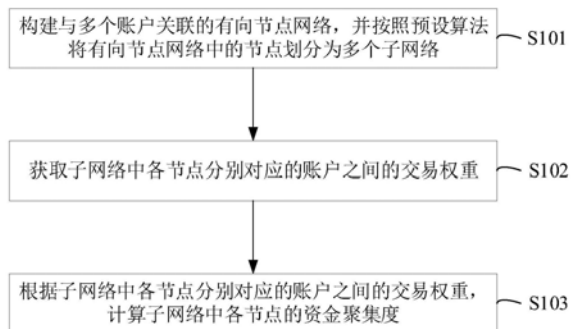 构建与多个账户关联的有向节点网络，并按照预设算法
将有向节点网络中的节点划分为多个子网络
S101
获取子网络中各节点分别对应的账户之间的交易权重
S102
根据子网络中各节点分别对应的账户之间的交易权重，
计算子网络中各节点的资金聚集度
S103